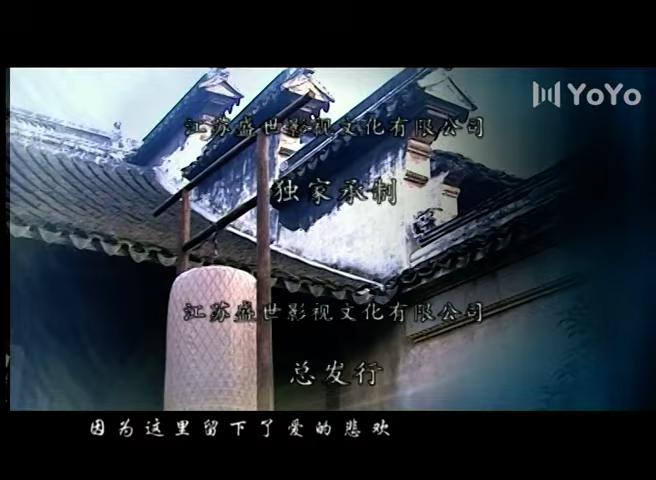 YoYo
江苏盛世影视文化有限公司
独家承制
江苏盛世影视文化有限公司
总发行
因为这里留下了爱的悲欢